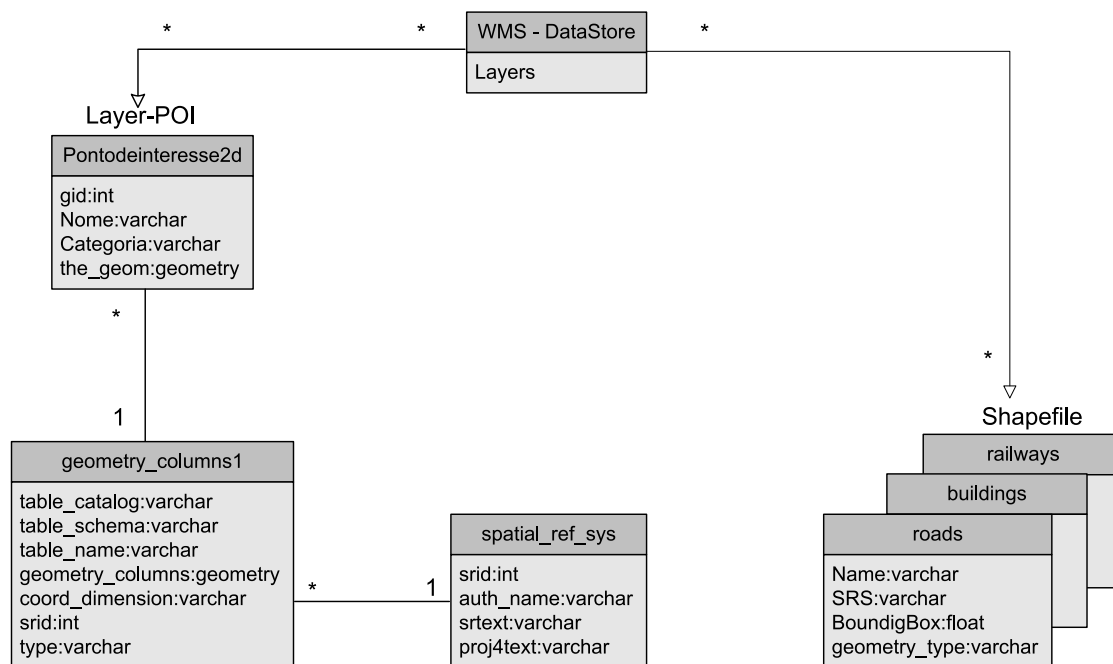 WMS - DataStore
Layers
*
*
*
Layer-POI
Pontodeinteresse2d
gid:int
Nome:varchar
Categoria:varchar
the_geom:geometry
*
1
geometry_columns1
table_catalog:varchar
table_schema:varchar
table_name:varchar
geometry_columns:geometry
coord_dimension:varchar
srid:int
type:varchar
*
1
spatial_ref_sys
srid:int
auth_name:varchar
srtext:varchar
proj4text:varchar
*
Shapefile
railways
buildings
roads
Name:varchar
SRS:varchar
BoundigBox:float
geometry_type:varchar